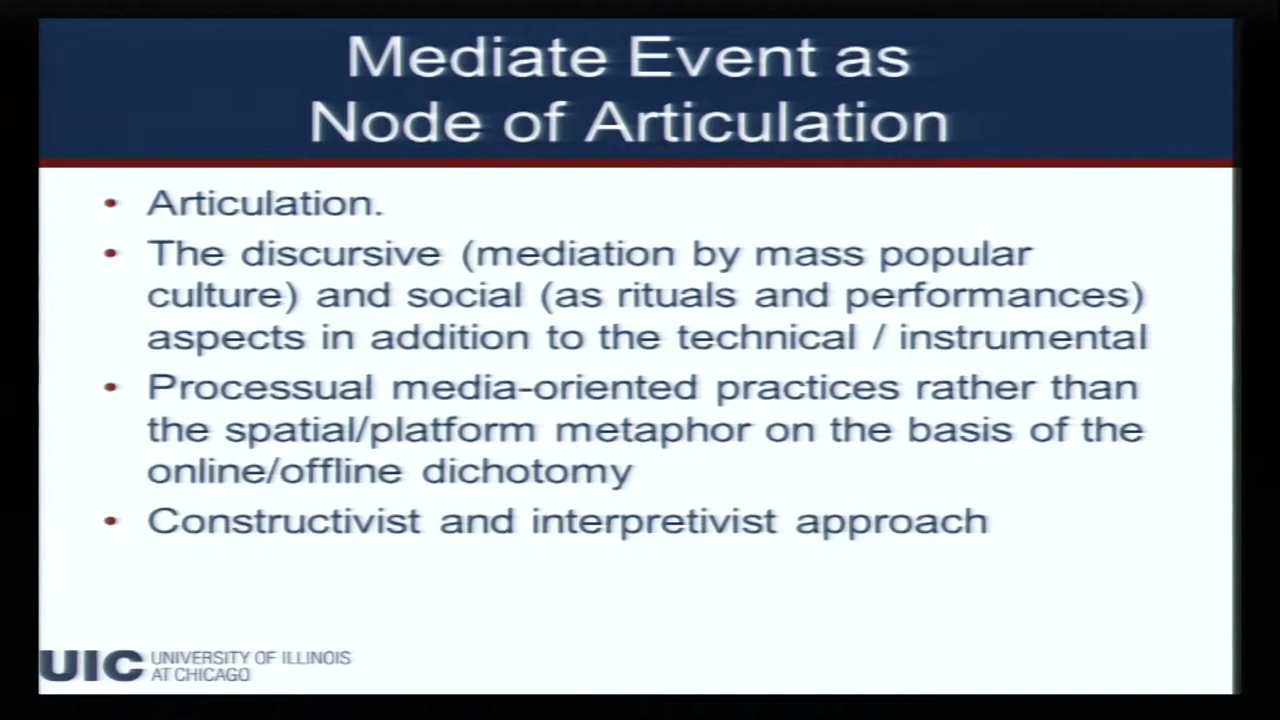 Mediate Event as
Node of Articulation
• Articulation.
• The discursive (mediation by mass popular
culture) and social (as rituals and performances)
aspects in addition to the technical / instrumental
• Processual media-oriented practices rather than
the spatial/platform metaphor on the basis of the
online/offline dichotomy
• Constructivist and interpretivist approach
UIC UNIVERSITY OF ILLINOIS
AT CHICAGO